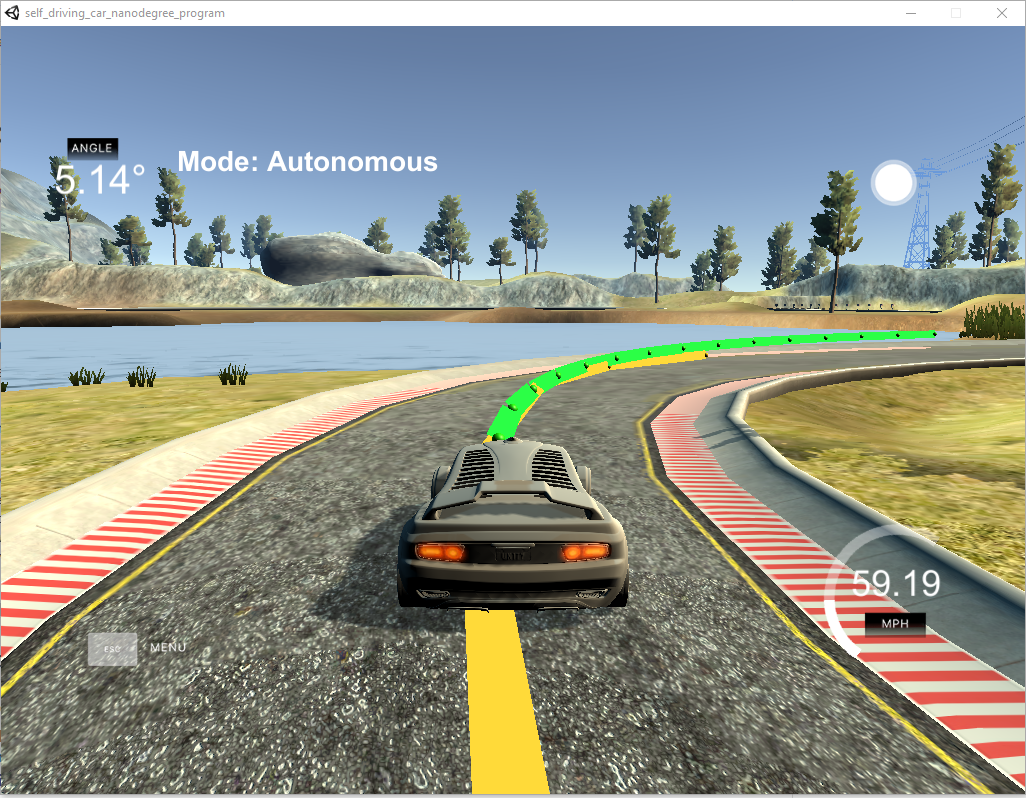 self_driving_car_nanodegree_program
ANGLE
5.14°
Mode: Autonomous
59.19
MPH
ESC
MENU